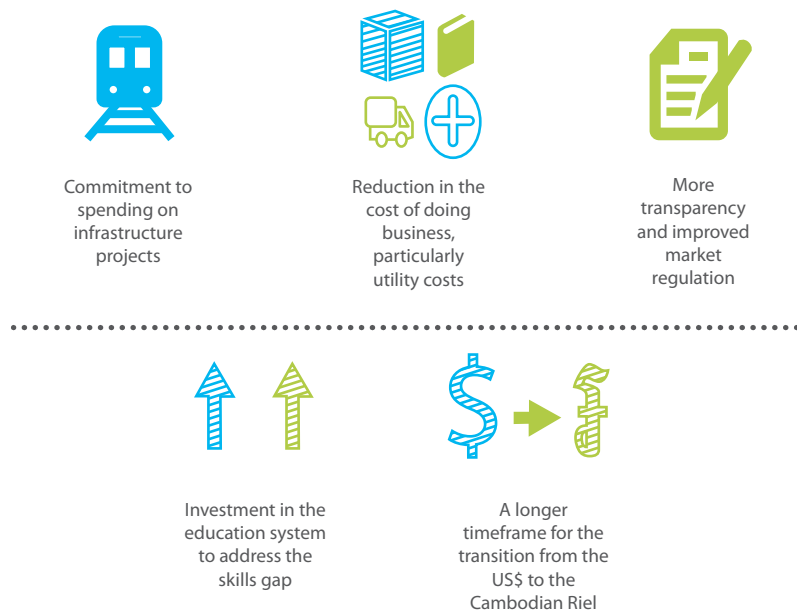 Commitment to
spending on
infrastructure
projects
Reduction in the
cost of doing
business,
particularly
utility costs
More
transparency
and improved
market
regulation
$
៛
Investment in the
education system
to address the
skills gap
A longer
timeframe for the
transition from the
US$ to the
Cambodian Riel